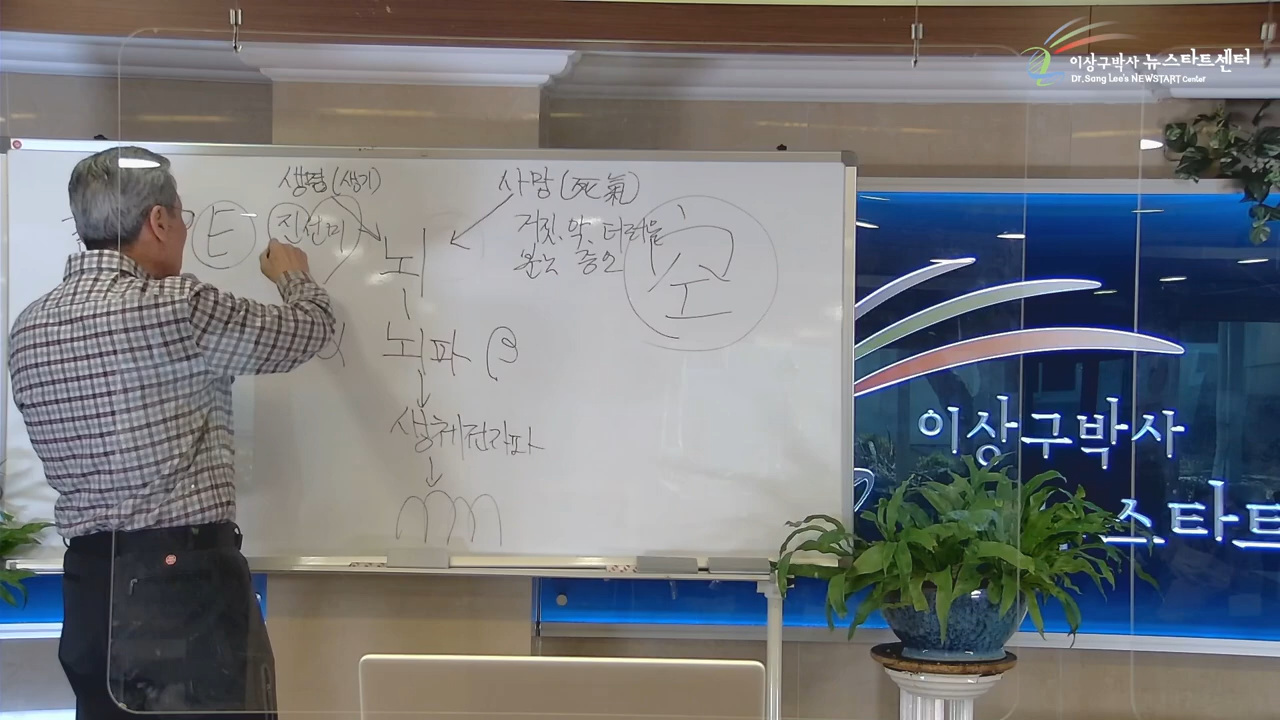 이상구박사 뉴스타트센터
Dr. Sang Lee's NEWSTART Center
생명 (생기)
사망 (死氣)
E
진선미
거짓, 악, 더러움
분노 증오
뇌
α 뇌파 β
생체전자파
이상구박사
스타트